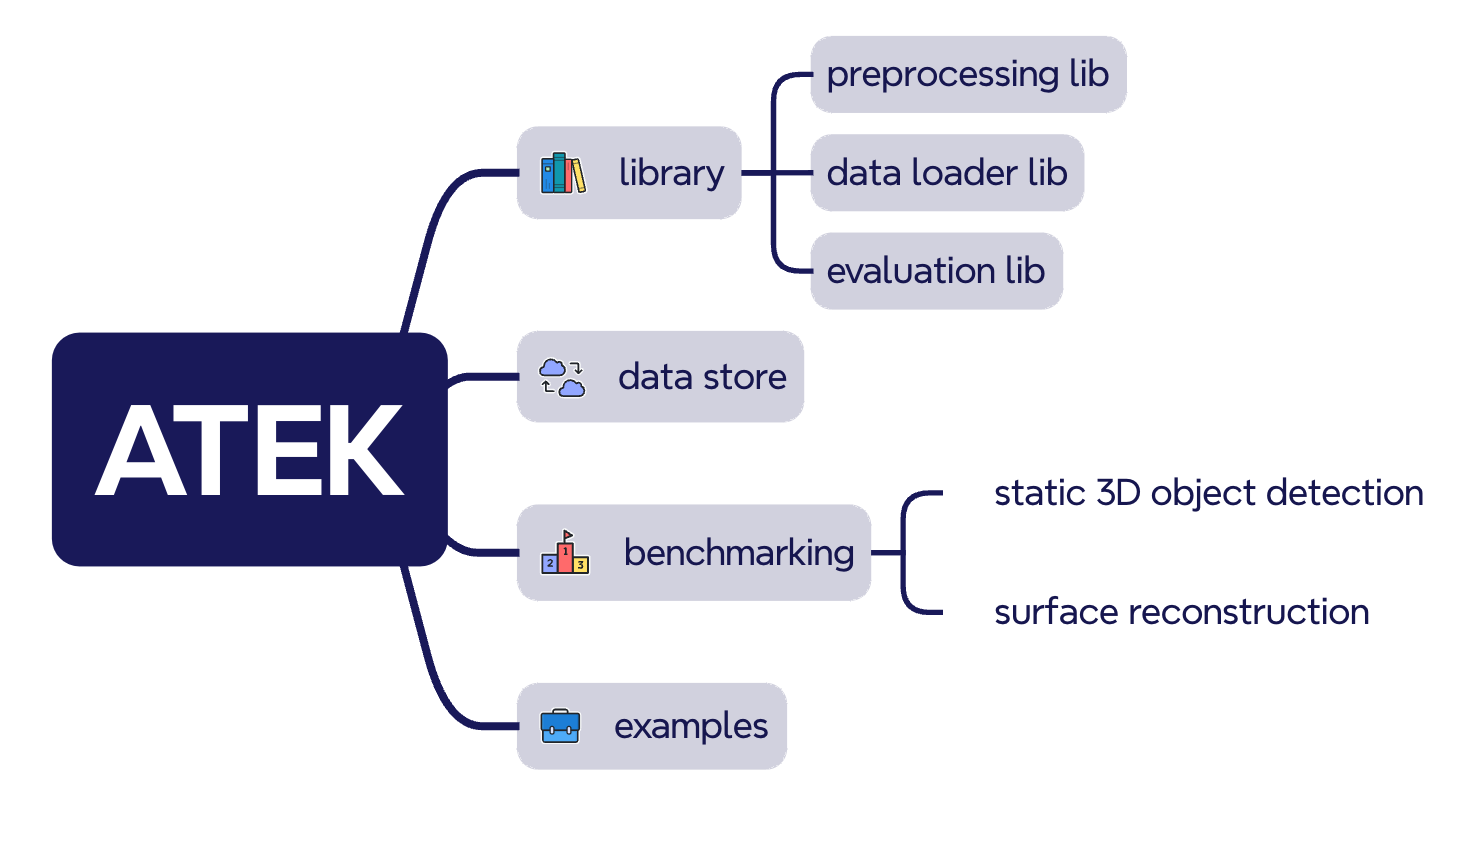 ATEK
library
preprocessing lib
data loader lib
evaluation lib
data store
benchmarking
2
1
3
static 3D object detection
surface reconstruction
examples